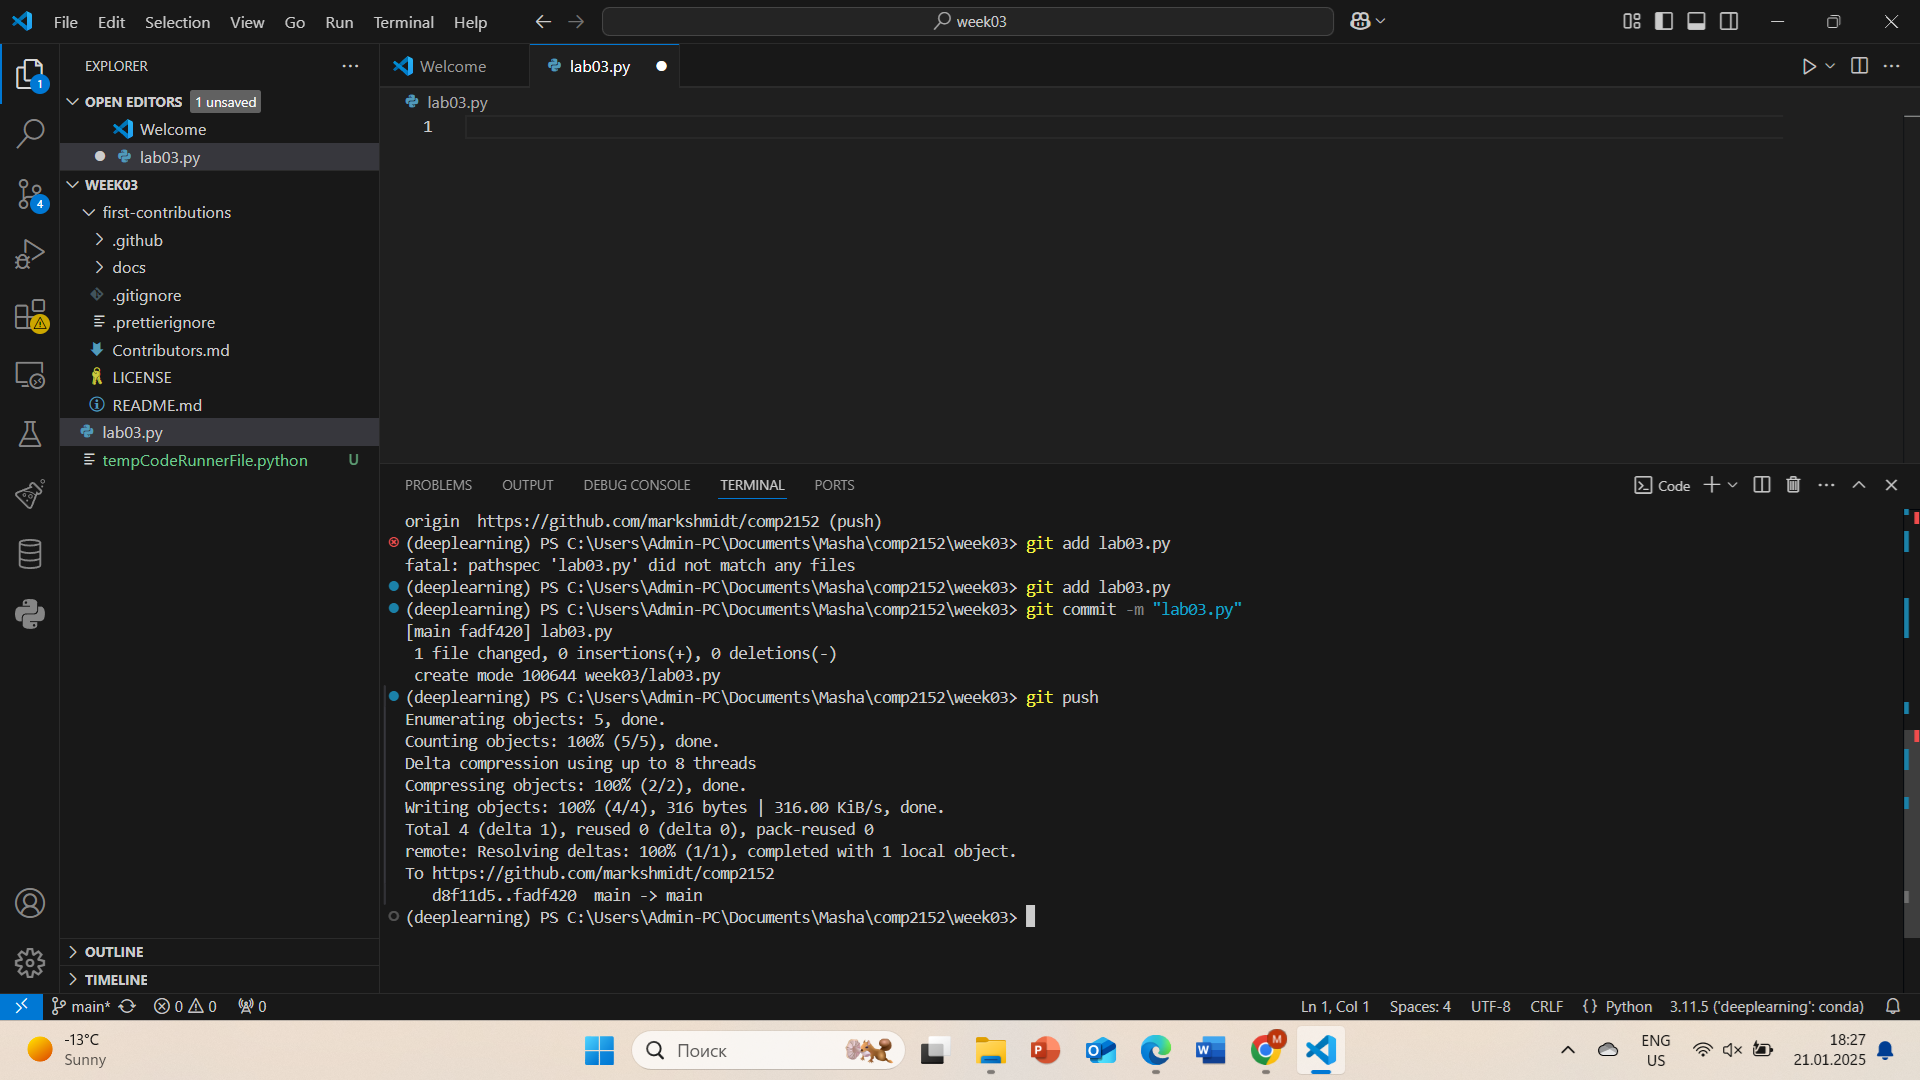 File Edit Selection View Go Run Terminal Help
week03
EXPLORER
OPEN EDITORS 1 unsaved
Welcome
lab03.py
WEEK03
first-contributions
.github
docs
.gitignore
.prettierignore
Contributors.md
LICENSE
README.md
lab03.py
tempCodeRunnerFile.python U
OUTLINE
TIMELINE
1
4
Welcome
lab03.py
lab03.py
1
PROBLEMS OUTPUT DEBUG CONSOLE TERMINAL PORTS
Code
origin  https://github.com/markshmidt/comp2152 (push)
(deeplearning) PS C:\Users\Admin-PC\Documents\Masha\comp2152\week03> git add lab03.py
fatal: pathspec 'lab03.py' did not match any files
(deeplearning) PS C:\Users\Admin-PC\Documents\Masha\comp2152\week03> git add lab03.py
(deeplearning) PS C:\Users\Admin-PC\Documents\Masha\comp2152\week03> git commit -m "lab03.py"
[main fadf420] lab03.py
 1 file changed, 0 insertions(+), 0 deletions(-)
 create mode 100644 week03/lab03.py
(deeplearning) PS C:\Users\Admin-PC\Documents\Masha\comp2152\week03> git push
Enumerating objects: 5, done.
Counting objects: 100% (5/5), done.
Delta compression using up to 8 threads
Compressing objects: 100% (2/2), done.
Writing objects: 100% (4/4), 316 bytes | 316.00 KiB/s, done.
Total 4 (delta 1), reused 0 (delta 0), pack-reused 0
remote: Resolving deltas: 100% (1/1), completed with 1 local object.
To https://github.com/markshmidt/comp2152
   d8f11d5..fadf420  main -> main
(deeplearning) PS C:\Users\Admin-PC\Documents\Masha\comp2152\week03>
main* 0 0 0
Ln 1, Col 1 Spaces: 4 UTF-8 CRLF {} Python 3.11.5 ('deeplearning': conda)
-13°C
Sunny
Поиск
P
W
M
ENG
US
18:27
21.01.2025